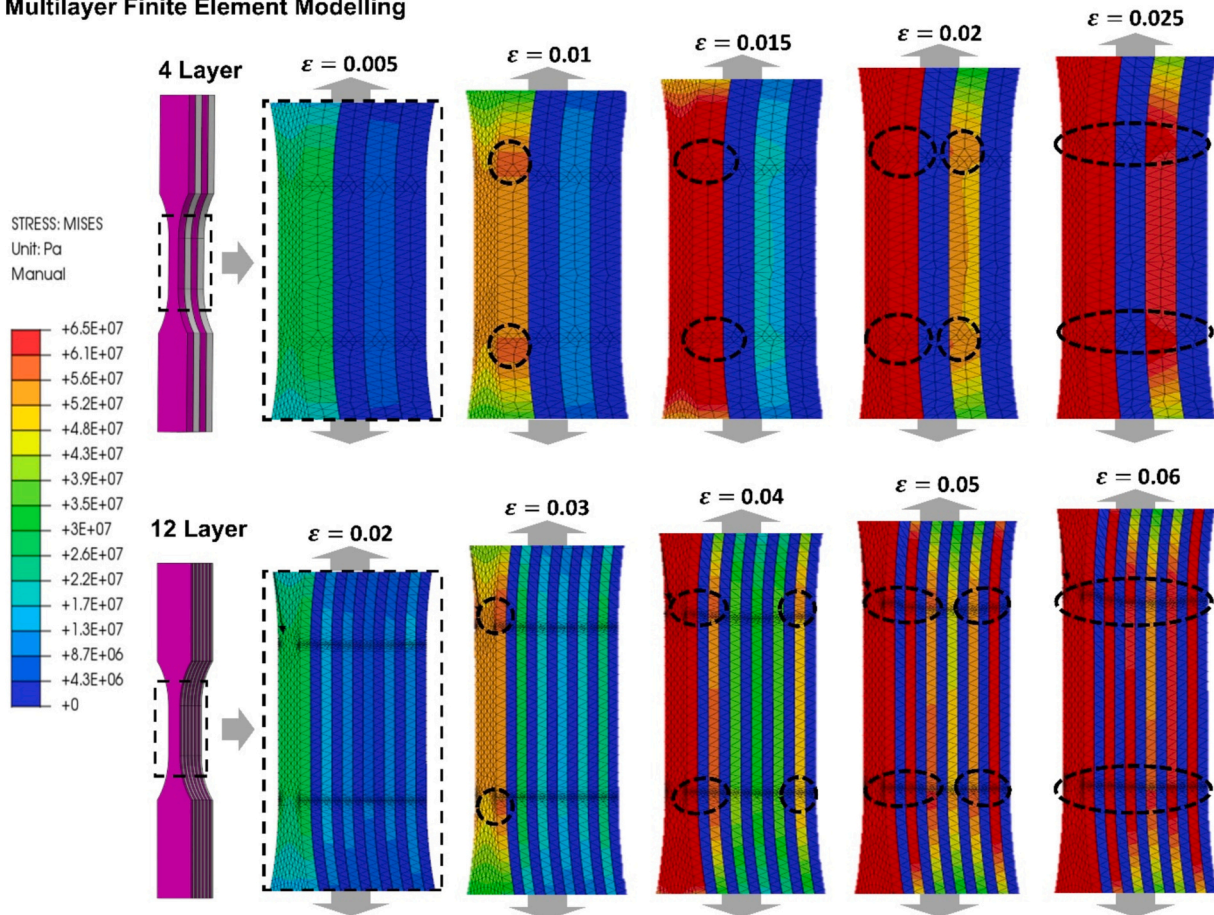 Multilayer Finite Element Modelling
4 Layer
ε = 0.005
ε = 0.01
ε = 0.015
ε = 0.02
ε = 0.025
STRESS: MISES
Unit: Pa
Manual
+6.5E+07
+6.1E+07
+5.6E+07
+5.2E+07
+4.8E+07
+4.3E+07
+3.9E+07
+3.5E+07
+3E+07
+2.6E+07
+2.2E+07
+1.7E+07
+1.3E+07
+8.7E+06
+4.3E+06
+0
12 Layer
ε = 0.02
ε = 0.03
ε = 0.04
ε = 0.05
ε = 0.06